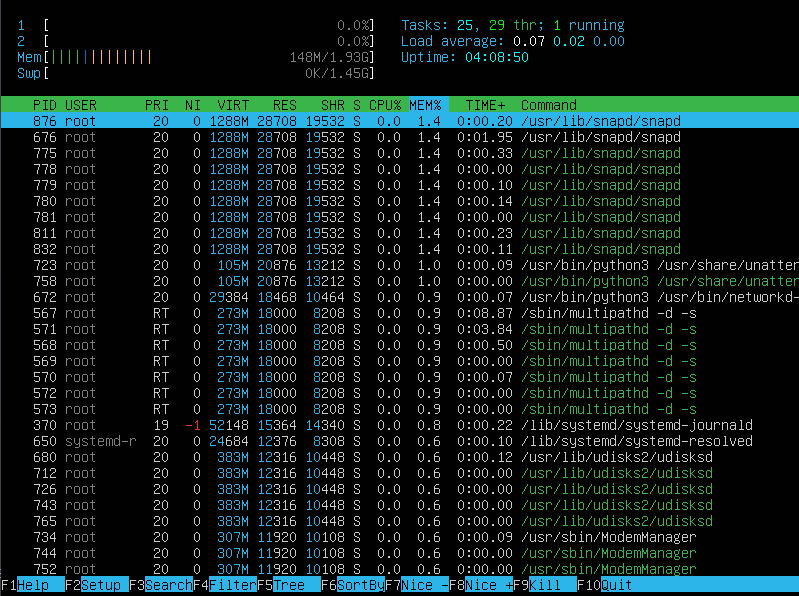 1  [                              0.0%]   Tasks: 25, 29 thr; 1 running
2  [                              0.0%]   Load average: 0.07 0.02 0.00
Mem[|||||||||||||           148M/1.93G]   Uptime: 04:08:50
Swp[                          0K/1.45G]
PID USER      PRI  NI  VIRT   RES   SHR S CPU% MEM%   TIME+  Command
876 root       20   0 1288M 28708 19532 S  0.0  1.4  0:00.20 /usr/lib/snapd/snapd
676 root       20   0 1288M 28708 19532 S  0.0  1.4  0:01.95 /usr/lib/snapd/snapd
775 root       20   0 1288M 28708 19532 S  0.0  1.4  0:00.33 /usr/lib/snapd/snapd
778 root       20   0 1288M 28708 19532 S  0.0  1.4  0:00.00 /usr/lib/snapd/snapd
779 root       20   0 1288M 28708 19532 S  0.0  1.4  0:00.10 /usr/lib/snapd/snapd
780 root       20   0 1288M 28708 19532 S  0.0  1.4  0:00.14 /usr/lib/snapd/snapd
781 root       20   0 1288M 28708 19532 S  0.0  1.4  0:00.00 /usr/lib/snapd/snapd
811 root       20   0 1288M 28708 19532 S  0.0  1.4  0:00.23 /usr/lib/snapd/snapd
832 root       20   0 1288M 28708 19532 S  0.0  1.4  0:00.11 /usr/lib/snapd/snapd
723 root       20   0  105M 20876 13212 S  0.0  1.0  0:00.09 /usr/bin/python3 /usr/share/unatter
758 root       20   0  105M 20876 13212 S  0.0  1.0  0:00.00 /usr/bin/python3 /usr/share/unatter
672 root       20   0 29384 18468 10464 S  0.0  0.9  0:00.07 /usr/bin/python3 /usr/bin/networkd-
567 root       RT   0  273M 18000  8208 S  0.0  0.9  0:08.87 /sbin/multipathd -d -s
571 root       RT   0  273M 18000  8208 S  0.0  0.9  0:03.84 /sbin/multipathd -d -s
568 root       RT   0  273M 18000  8208 S  0.0  0.9  0:00.50 /sbin/multipathd -d -s
569 root       RT   0  273M 18000  8208 S  0.0  0.9  0:00.00 /sbin/multipathd -d -s
570 root       RT   0  273M 18000  8208 S  0.0  0.9  0:00.07 /sbin/multipathd -d -s
572 root       RT   0  273M 18000  8208 S  0.0  0.9  0:00.00 /sbin/multipathd -d -s
573 root       RT   0  273M 18000  8208 S  0.0  0.9  0:00.00 /sbin/multipathd -d -s
370 root       19  -1 52148 15364 14340 S  0.0  0.8  0:00.22 /lib/systemd/systemd-journald
650 systemd-r  20   0 24684 12376  8308 S  0.0  0.6  0:00.10 /lib/systemd/systemd-resolved
680 root       20   0  383M 12316 10448 S  0.0  0.6  0:00.12 /usr/lib/udisks2/udisksd
712 root       20   0  383M 12316 10448 S  0.0  0.6  0:00.00 /usr/lib/udisks2/udisksd
726 root       20   0  383M 12316 10448 S  0.0  0.6  0:00.00 /usr/lib/udisks2/udisksd
743 root       20   0  383M 12316 10448 S  0.0  0.6  0:00.00 /usr/lib/udisks2/udisksd
765 root       20   0  383M 12316 10448 S  0.0  0.6  0:00.00 /usr/lib/udisks2/udisksd
734 root       20   0  307M 11920 10108 S  0.0  0.6  0:00.09 /usr/sbin/ModemManager
744 root       20   0  307M 11920 10108 S  0.0  0.6  0:00.00 /usr/sbin/ModemManager
752 root       20   0  307M 11920 10108 S  0.0  0.6  0:00.00 /usr/sbin/ModemManager
F1Help  F2Setup F3SearchF4FilterF5Tree  F6SortByF7Nice -F8Nice +F9Kill  F10Quit